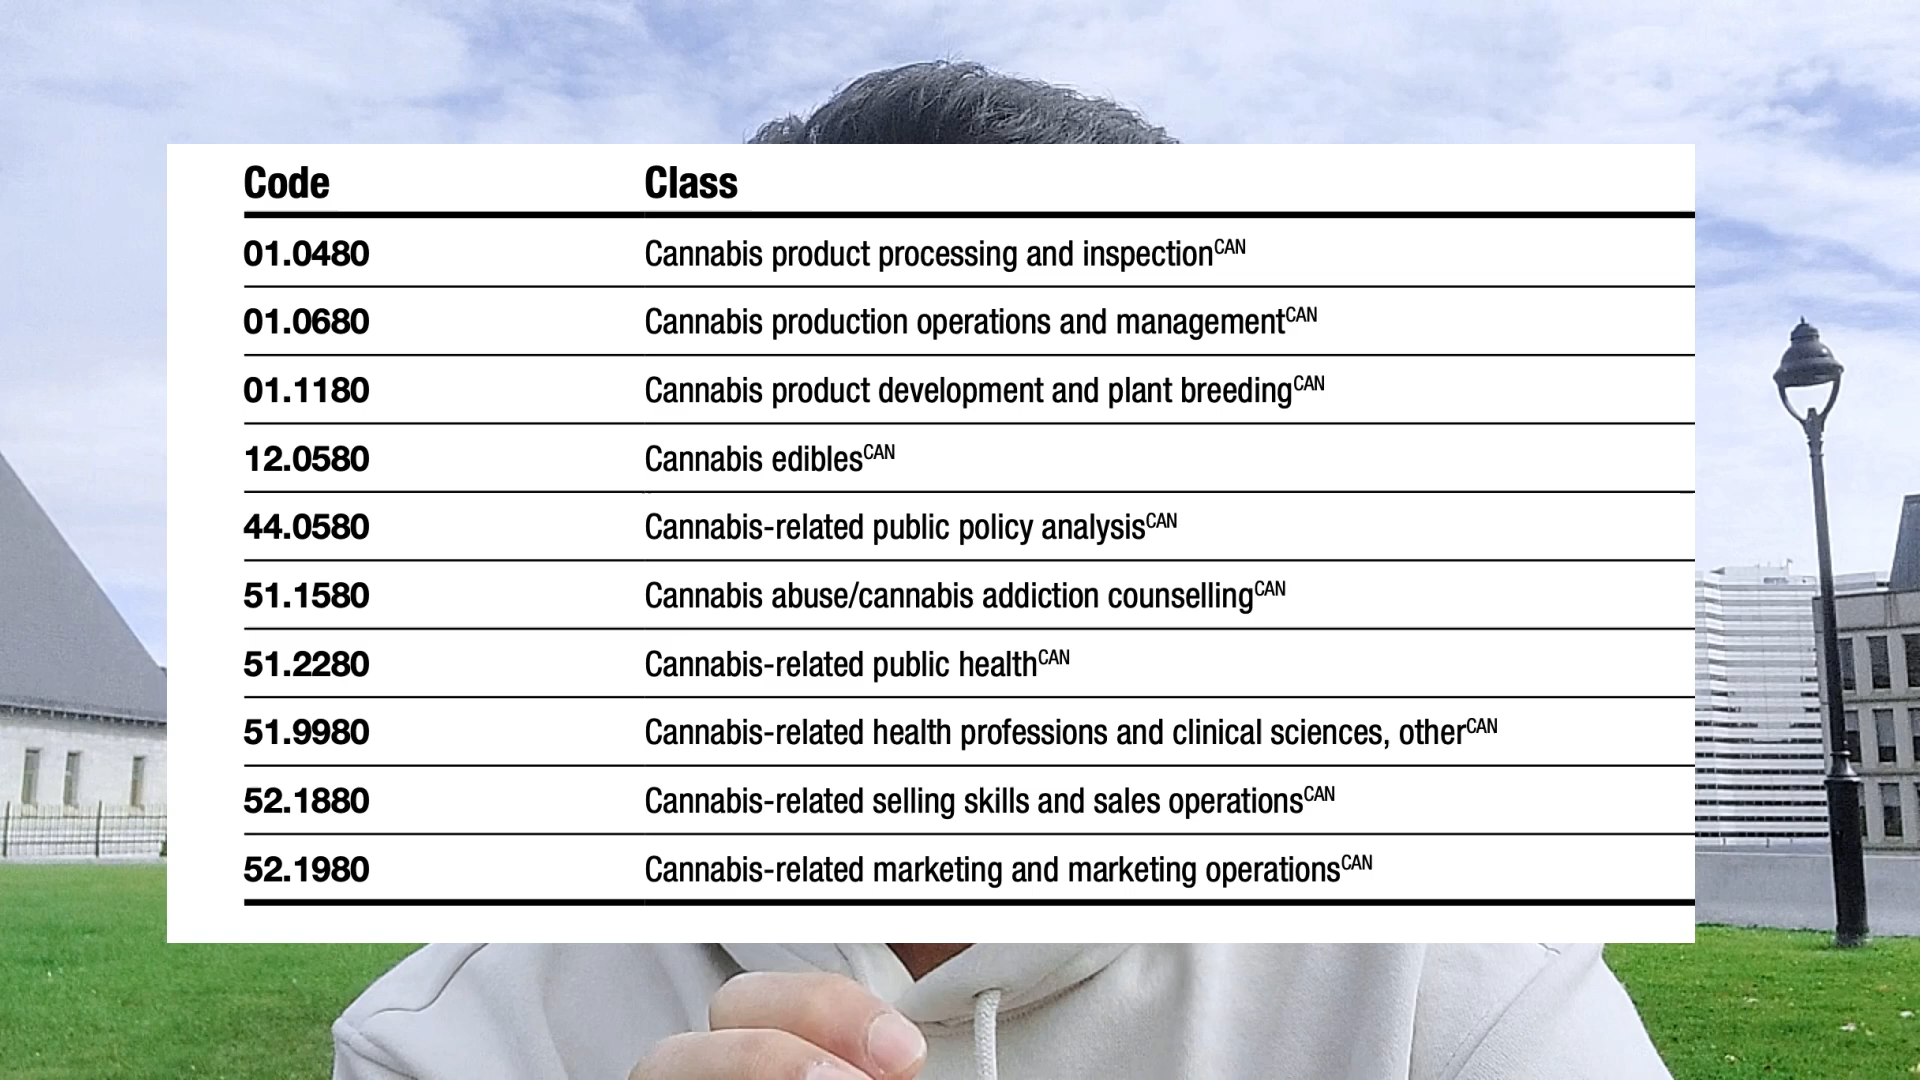 Code Class
01.0480 Cannabis product processing and inspectionCAN
01.0680 Cannabis production operations and managementCAN
01.1180 Cannabis product development and plant breedingCAN
12.0580 Cannabis ediblesCAN
44.0580 Cannabis-related public policy analysisCAN
51.1580 Cannabis abuse/cannabis addiction counsellingCAN
51.2280 Cannabis-related public healthCAN
51.9980 Cannabis-related health professions and clinical sciences, otherCAN
52.1880 Cannabis-related selling skills and sales operationsCAN
52.1980 Cannabis-related marketing and marketing operationsCAN